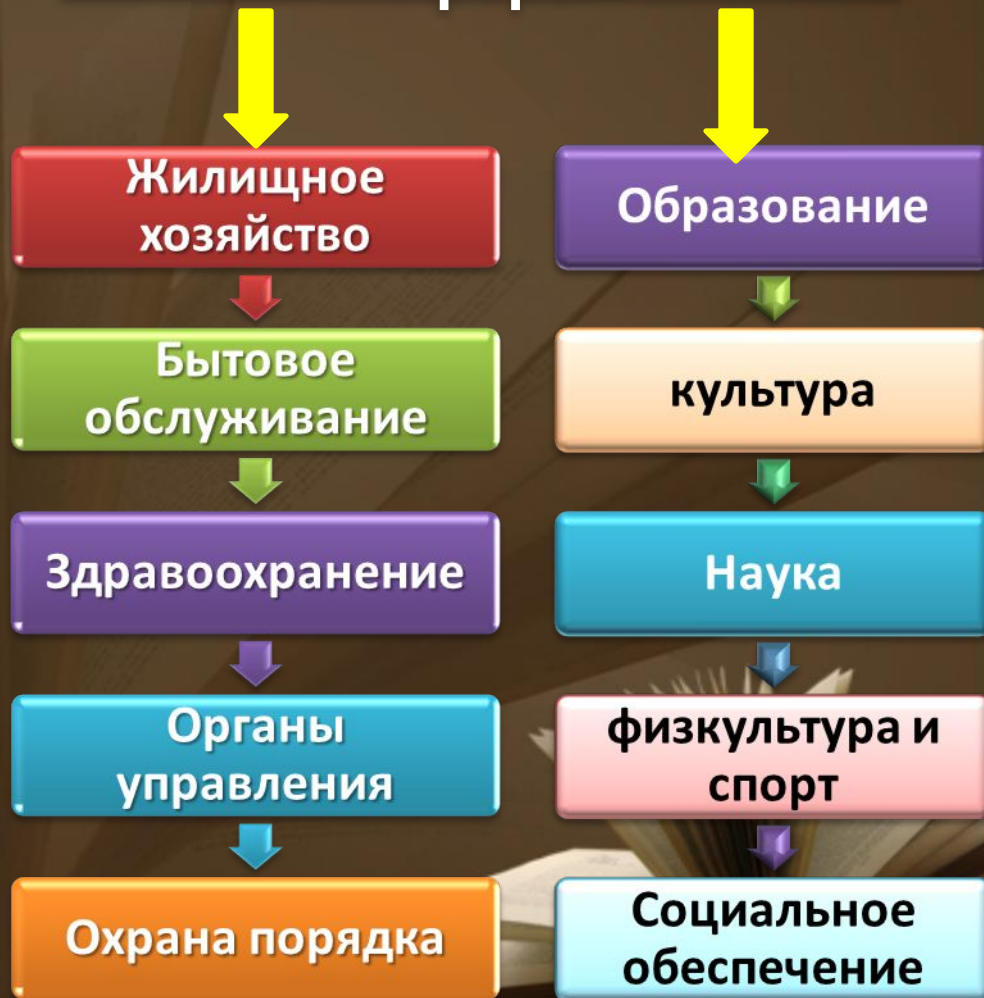 Жилищное
хозяйство
Бытовое
обслуживание
Здравоохранение
Органы
управления
Охрана порядка
Образование
культура
Наука
физкультура и
спорт
Социальное
обеспечение